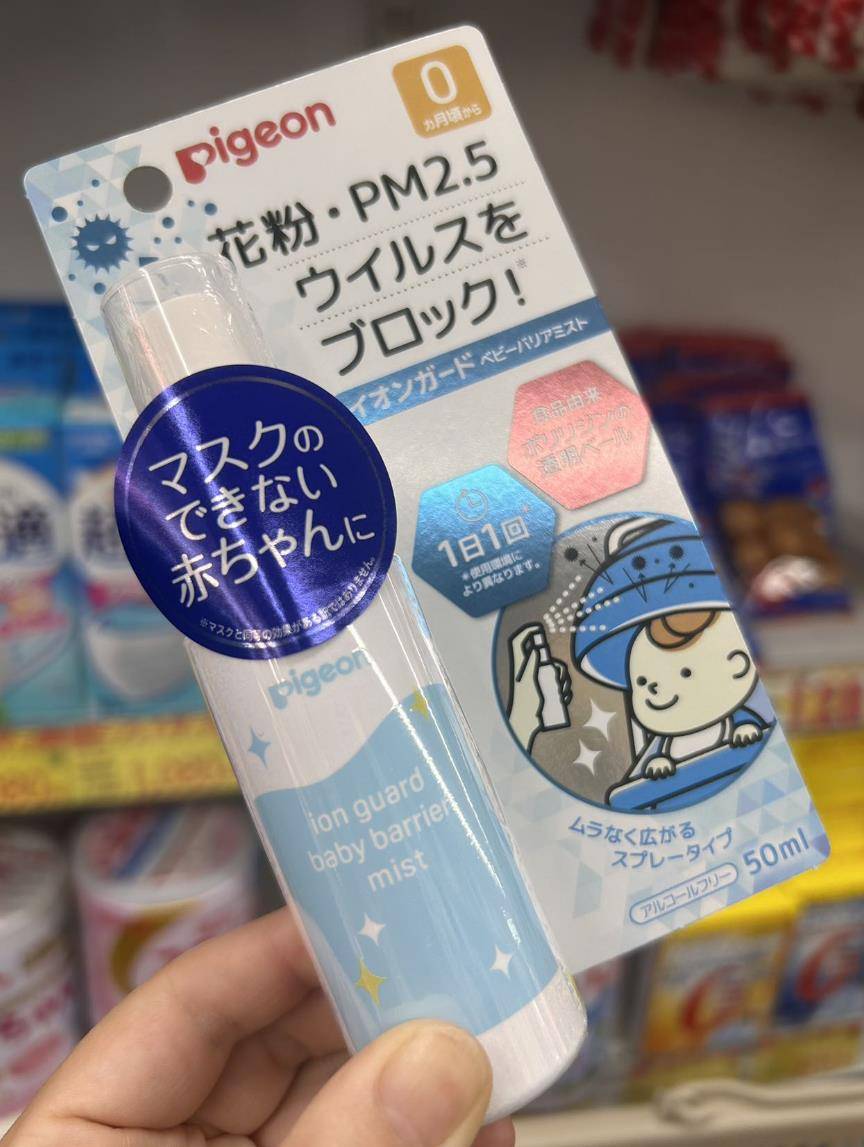 pigeon
0
ヵ月頃から
花粉・PM2.5
ウイルスを
ブロック!※
イオンガード ベビーバリアミスト
食品由来
ポリリジンの
透明ベール
1日1回*
*使用環境に
より異なります。
マスクの
できない
赤ちゃんに
※マスクと同等の効果がある訳ではありません。
pigeon
ion guard
baby barrier
mist
ムラなく広がる
スプレータイプ
アルコールフリー 50ml